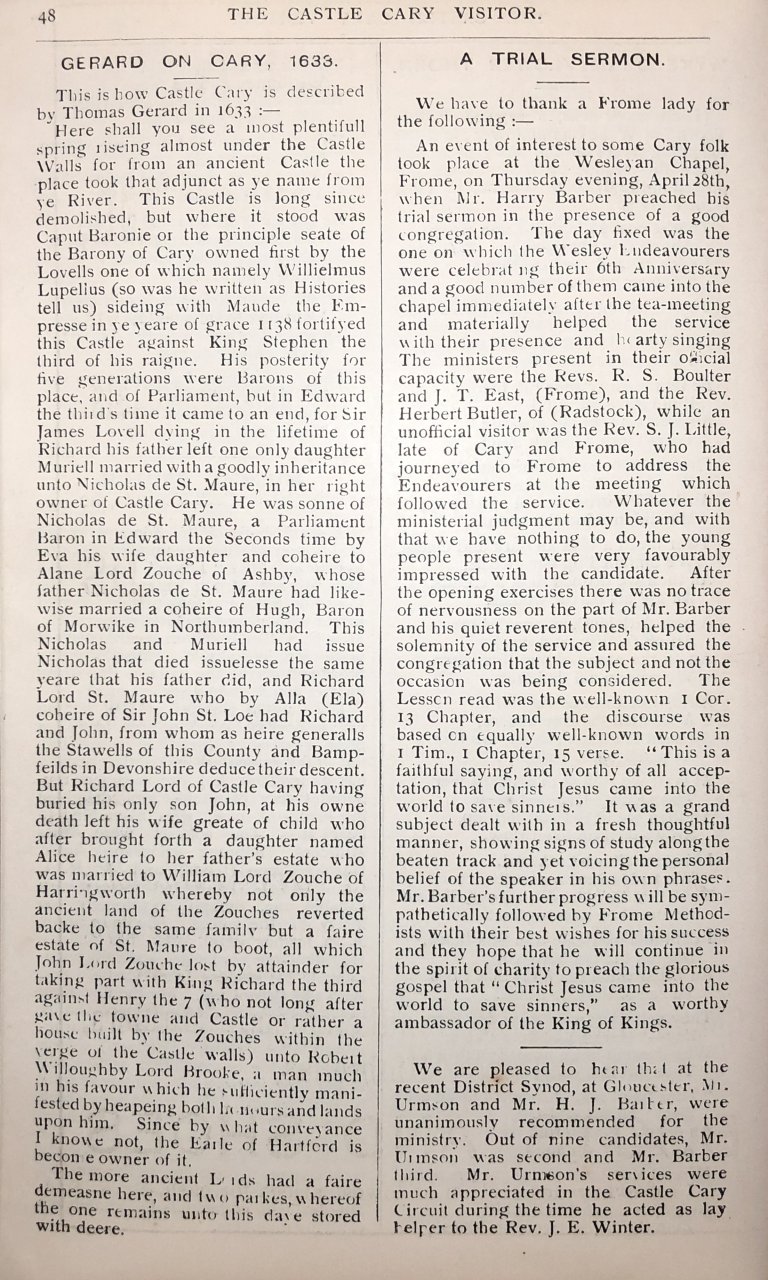 48
THE CASTLE CARY VISITOR.
GERARD ON CARY, 1633.
This is how Castle Cary is described
by Thomas Gerard in 1633 :—
Here shall you see a most plentifull
spring riseing almost under the Castle
Walls for from an ancient Castle the
place took that adjunct as ye name from
ye River. This Castle is long since
demolished, but where it stood was
Caput Baronie or the principle seate of
the Barony of Cary owned first by the
Lovells one of which namely Willielmus
Lupelius (so was he written as Histories
tell us) sideing with Maude the Em-
presse in ye yeare of grace 1138 fortifyed
this Castle against King Stephen the
third of his raigne. His posterity for
five generations were Barons of this
place, and of Parliament, but in Edward
the third's time it came to an end, for Sir
James Lovell dying in the lifetime of
Richard his father left one only daughter
Muriell married with a goodly inheritance
unto Nicholas de St. Maure, in her right
owner of Castle Cary. He was sonne of
Nicholas de St. Maure, a Parliament
Baron in Edward the Seconds time by
Eva his wife daughter and coheire to
Alane Lord Zouche of Ashby, whose
father Nicholas de St. Maure had like-
wise married a coheire of Hugh, Baron
of Morwike in Northumberland. This
Nicholas and Muriell had issue
Nicholas that died issuelesse the same
yeare that his father did, and Richard
Lord St. Maure who by Alla (Ela)
coheire of Sir John St. Loe had Richard
and John, from whom as heire generalls
the Stawells of this County and Bamp-
feilds in Devonshire deduce their descent.
But Richard Lord of Castle Cary having
buried his only son John, at his owne
death left his wife greate of child who
after brought forth a daughter named
Alice heire to her father's estate who
was married to William Lord Zouche of
Harringworth whereby not only the
ancient land of the Zouches reverted
backe to the same family but a faire
estate of St. Maure to boot, all which
John Lord Zouche lost by attainder for
taking part with King Richard the third
against Henry the 7 (who not long after
gave the towne and Castle or rather a
house built by the Zouches within the
verge of the Castle walls) unto Robert
Willoughby Lord Brooke, a man much
in his favour which he sufficiently mani-
fested by heapeing both honours and lands
upon him. Since by what conveyance
I knowe not, the Earle of Hartford is
become owner of it.
The more ancient Lords had a faire
demeasne here, and two parkes, whereof
the one remains unto this daye stored
with deere.
A TRIAL SERMON.
We have to thank a Frome lady for
the following :—
An event of interest to some Cary folk
took place at the Wesleyan Chapel,
Frome, on Thursday evening, April 28th,
when Mr. Harry Barber preached his
trial sermon in the presence of a good
congregation. The day fixed was the
one on which the Wesley Endeavourers
were celebrating their 6th Anniversary
and a good number of them came into the
chapel immediately after the tea-meeting
and materially helped the service
with their presence and hearty singing
The ministers present in their official
capacity were the Revs. R. S. Boulter
and J. T. East, (Frome), and the Rev.
Herbert Butler, of (Radstock), while an
unofficial visitor was the Rev. S. J. Little,
late of Cary and Frome, who had
journeyed to Frome to address the
Endeavourers at the meeting which
followed the service. Whatever the
ministerial judgment may be, and with
that we have nothing to do, the young
people present were very favourably
impressed with the candidate. After
the opening exercises there was no trace
of nervousness on the part of Mr. Barber
and his quiet reverent tones, helped the
solemnity of the service and assured the
congregation that the subject and not the
occasion was being considered. The
Lesson read was the well-known 1 Cor.
13 Chapter, and the discourse was
based on equally well-known words in
1 Tim., 1 Chapter, 15 verse. "This is a
faithful saying, and worthy of all accep-
tation, that Christ Jesus came into the
world to save sinners." It was a grand
subject dealt with in a fresh thoughtful
manner, showing signs of study along the
beaten track and yet voicing the personal
belief of the speaker in his own phrases.
Mr. Barber's further progress will be sym-
pathetically followed by Frome Method-
ists with their best wishes for his success
and they hope that he will continue in
the spirit of charity to preach the glorious
gospel that "Christ Jesus came into the
world to save sinners," as a worthy
ambassador of the King of Kings.
We are pleased to hear that at the
recent District Synod, at Gloucester, Mr.
Urmson and Mr. H. J. Barber, were
unanimously recommended for the
ministry. Out of nine candidates, Mr.
Urmson was second and Mr. Barber
third. Mr. Urmson's services were
much appreciated in the Castle Cary
Circuit during the time he acted as lay
helper to the Rev. J. E. Winter.